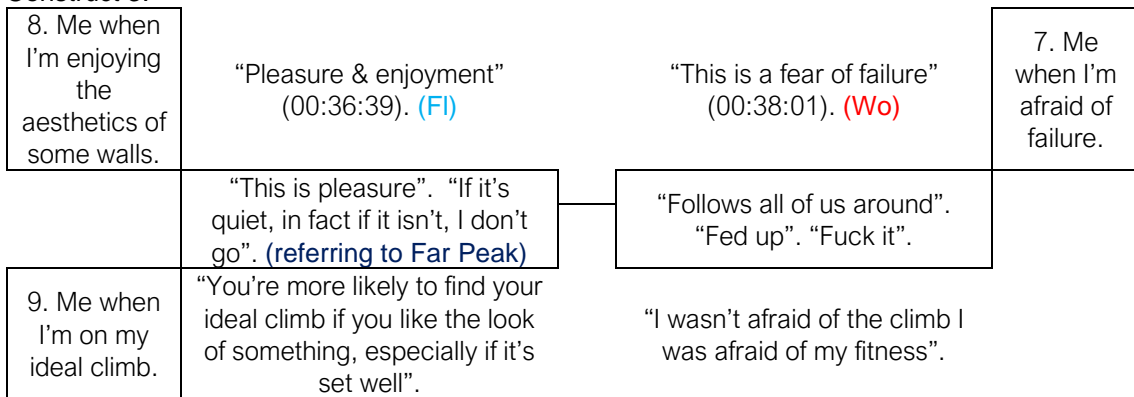 8. Me when
I'm enjoying
the
aesthetics of
some walls.
“Pleasure & enjoyment”
(00:36:39). (Fl)
“This is a fear of failure”
(00:38:01). (Wo)
7. Me
when I'm
afraid of
failure.
“This is pleasure”.  “If it's
quiet, in fact if it isn't, I don't
go”. (referring to Far Peak)
“Follows all of us around”.
“Fed up”. “Fuck it”.
9. Me when
I'm on my
ideal climb.
“You're more likely to find your
ideal climb if you like the look
of something, especially if it's
set well”.
“I wasn't afraid of the climb I
was afraid of my fitness”.